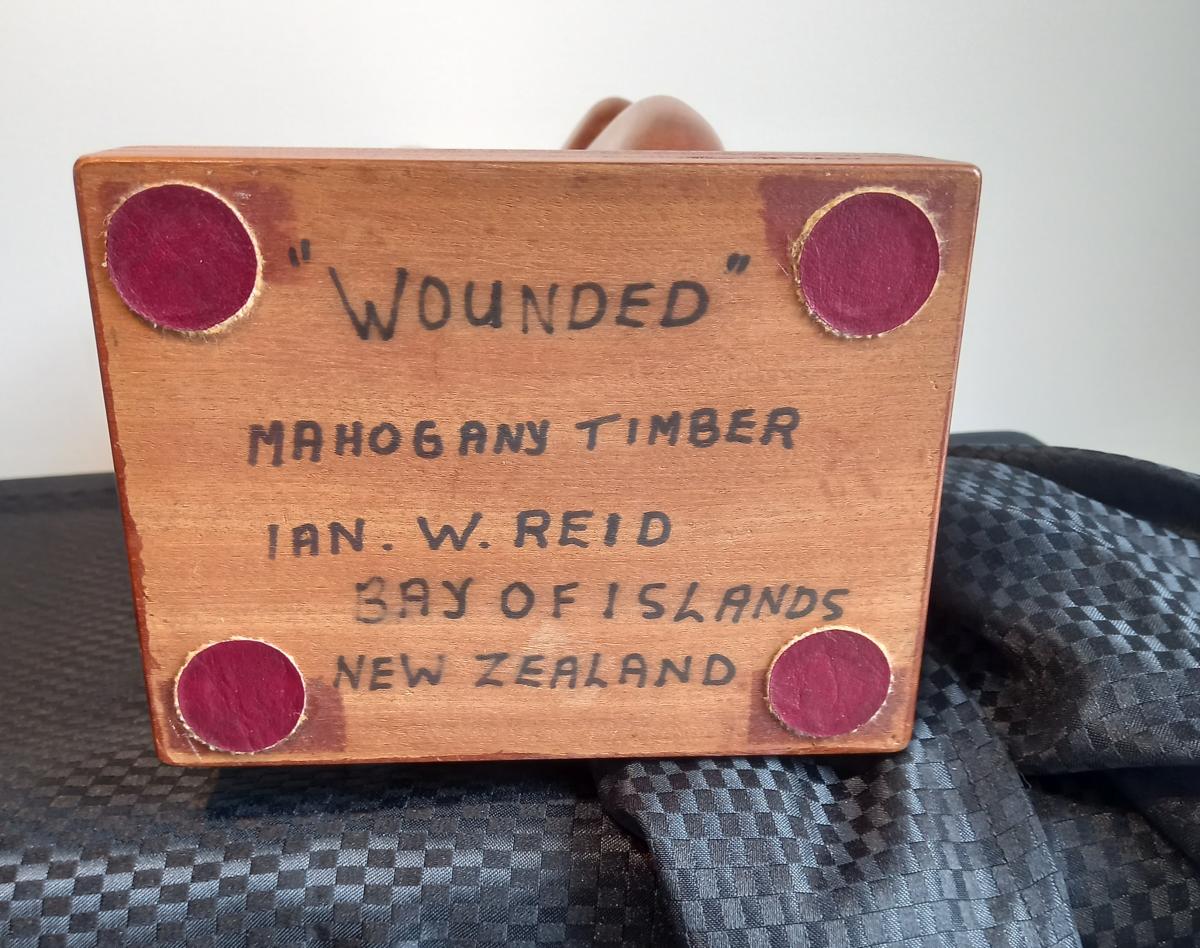 "WOUNDED"
MAHOGANY TIMBER
IAN. W. REID
BAY OF ISLANDS
NEW ZEALAND